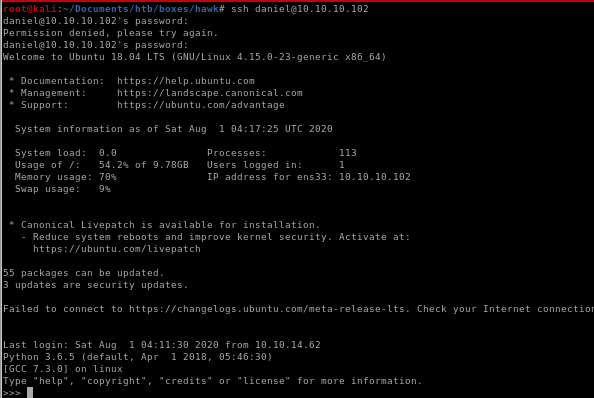 root@kali:~/Documents/htb/boxes/hawk# ssh daniel@10.10.10.102
daniel@10.10.10.102's password:
Permission denied, please try again.
daniel@10.10.10.102's password:
Welcome to Ubuntu 18.04 LTS (GNU/Linux 4.15.0-23-generic x86_64)

 * Documentation:  https://help.ubuntu.com
 * Management:     https://landscape.canonical.com
 * Support:        https://ubuntu.com/advantage

  System information as of Sat Aug  1 04:17:25 UTC 2020

  System load:  0.0               Processes:            113
  Usage of /:   54.2% of 9.78GB   Users logged in:      1
  Memory usage: 70%               IP address for ens33: 10.10.10.102
  Swap usage:   9%

 * Canonical Livepatch is available for installation.
   - Reduce system reboots and improve kernel security. Activate at:
     https://ubuntu.com/livepatch

55 packages can be updated.
3 updates are security updates.

Failed to connect to https://changelogs.ubuntu.com/meta-release-lts. Check your Internet connection

Last login: Sat Aug  1 04:11:30 2020 from 10.10.14.62
Python 3.6.5 (default, Apr  1 2018, 05:46:30)
[GCC 7.3.0] on linux
Type "help", "copyright", "credits" or "license" for more information.
>>>